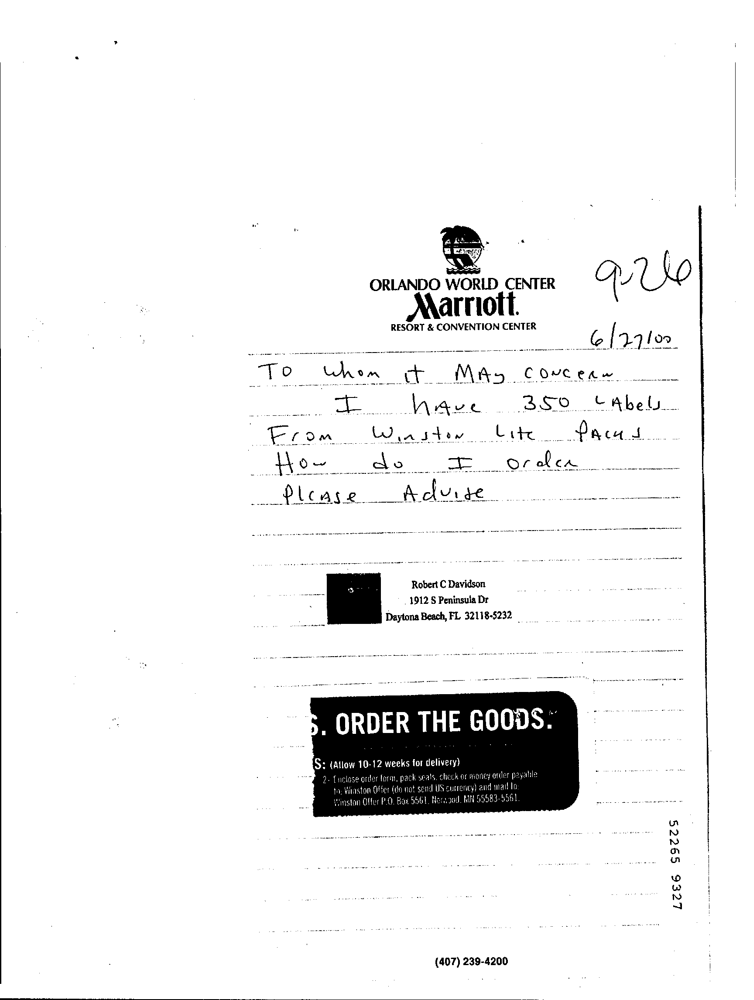 ORLANDO WORLD CENTER
Marriott.
RESORT & CONVENTION CENTER
9-26
6/27/00
To whom it MAy concern
I hAve 350 LAbels
From Winston Lite PAcks
How do I order
PleAse Advise
Robert C Davidson
1912 S Peninsula Dr
Daytona Beach, FL 32118-5232
S. ORDER THE GOODS.
S: (Allow 10-12 weeks for delivery)
2- Enclose order form, pack seals, check or money order payable
to: Winston Offer (do not send US currency) and mail to:
Winston Offer P.O. Box 5561, Norwood, MN 55583-5561.
52265 9327
(407) 239-4200